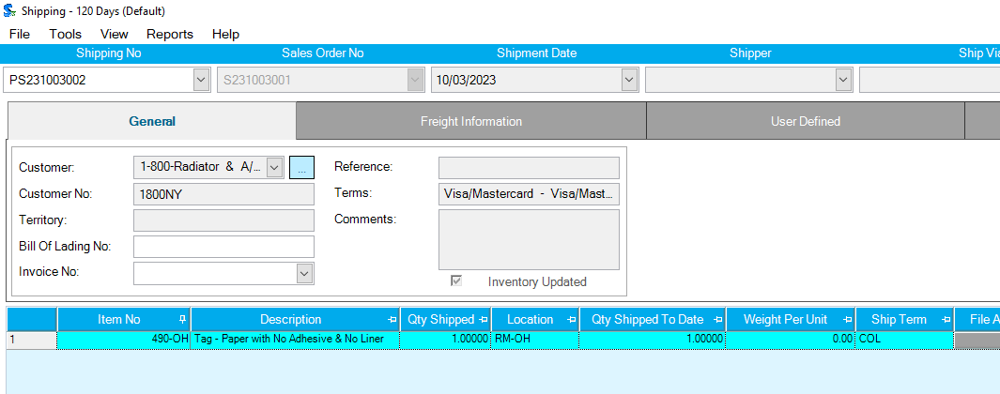 Shipping - 120 Days (Default)
File Tools View Reports Help
Shipping No Sales Order No Shipment Date Shipper Ship Via
PS231003002 S231003001 10/03/2023
General Freight Information User Defined
Customer: 1-800-Radiator & A/... ... Reference:
Customer No: 1800NY Terms: Visa/Mastercard - Visa/Mast...
Territory: Comments:
Bill Of Lading No:
Invoice No:
Inventory Updated
Item No Description Qty Shipped Location Qty Shipped To Date Weight Per Unit Ship Term File A
1 490-OH Tag - Paper with No Adhesive & No Liner 1.00000 RM-OH 1.00000 0.00 COL